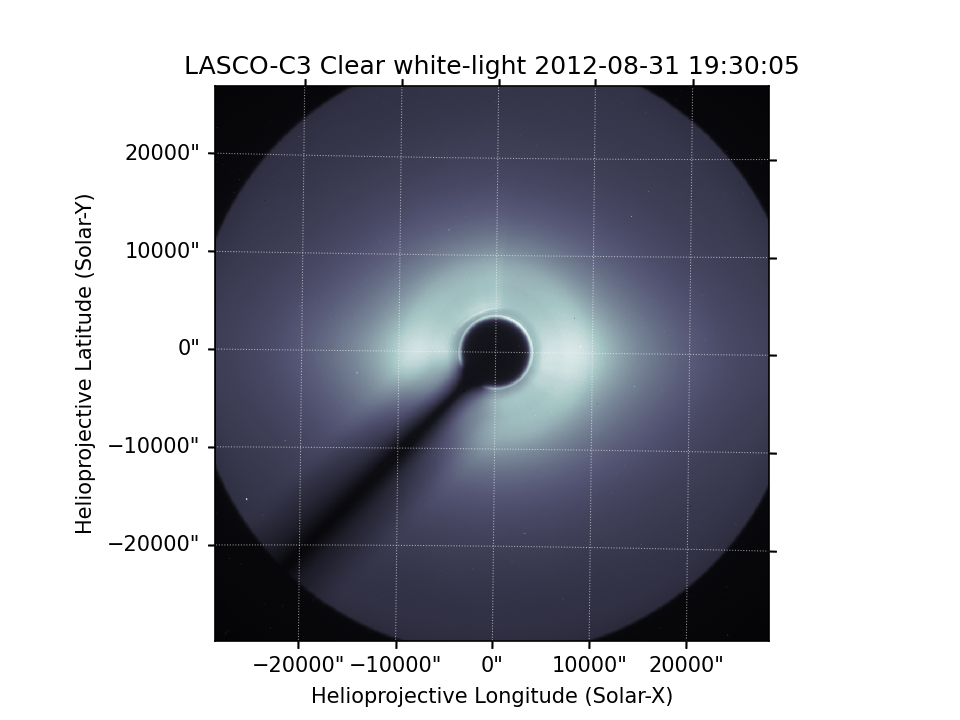 LASCO-C3 Clear white-light 2012-08-31 19:30:05
20000"
10000"
0"
−10000"
−20000"
Helioprojective Latitude (Solar-Y)
−20000" −10000" 0" 10000" 20000"
Helioprojective Longitude (Solar-X)